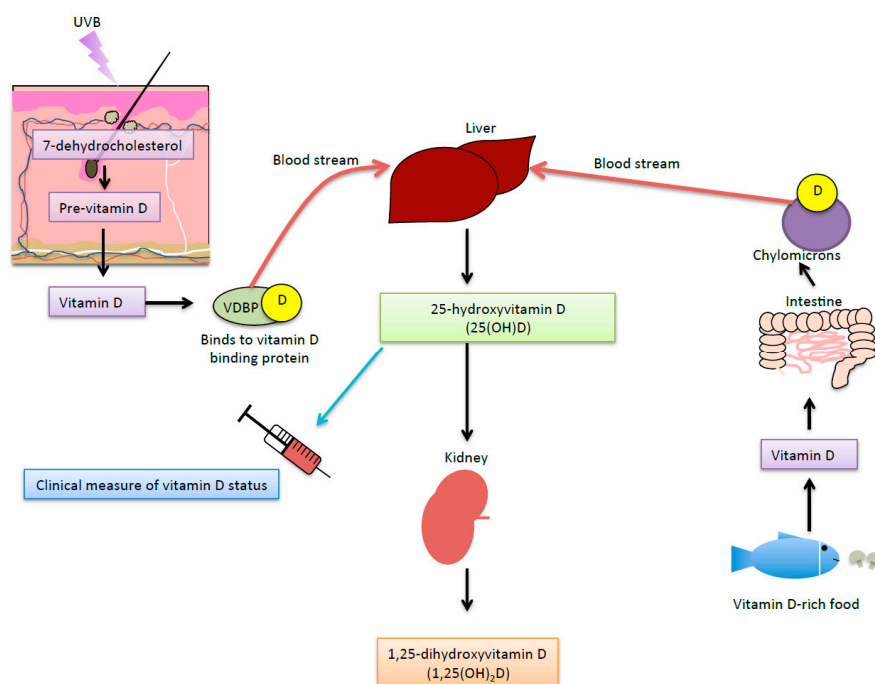 UVB
7-dehydrocholesterol
Pre-vitamin D
Vitamin D
VDBP
D
Binds to vitamin D
binding protein
Blood stream
Liver
Blood stream
D
Chylomicrons
Intestine
Vitamin D
Vitamin D-rich food
25-hydroxyvitamin D
(25(OH)D)
Clinical measure of vitamin D status
Kidney
1,25-dihydroxyvitamin D
(1,25(OH)₂D)